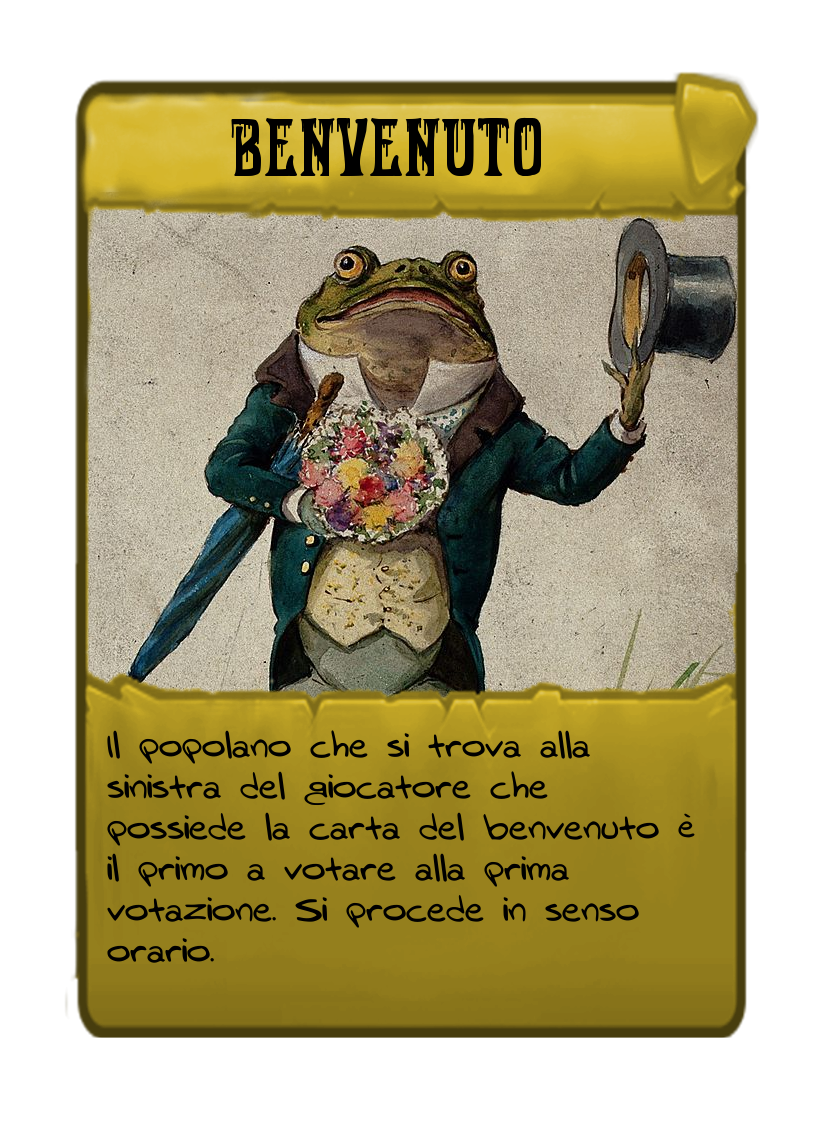 BENVENUTO
Il popolano che si trova alla
sinistra del giocatore che
possiede la carta del benvenuto è
il primo a votare alla prima
votazione. Si procede in senso
orario.